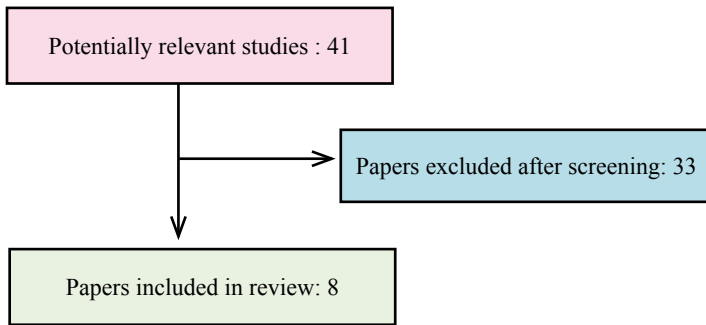 Potentially relevant studies : 41
Papers excluded after screening: 33
Papers included in review: 8